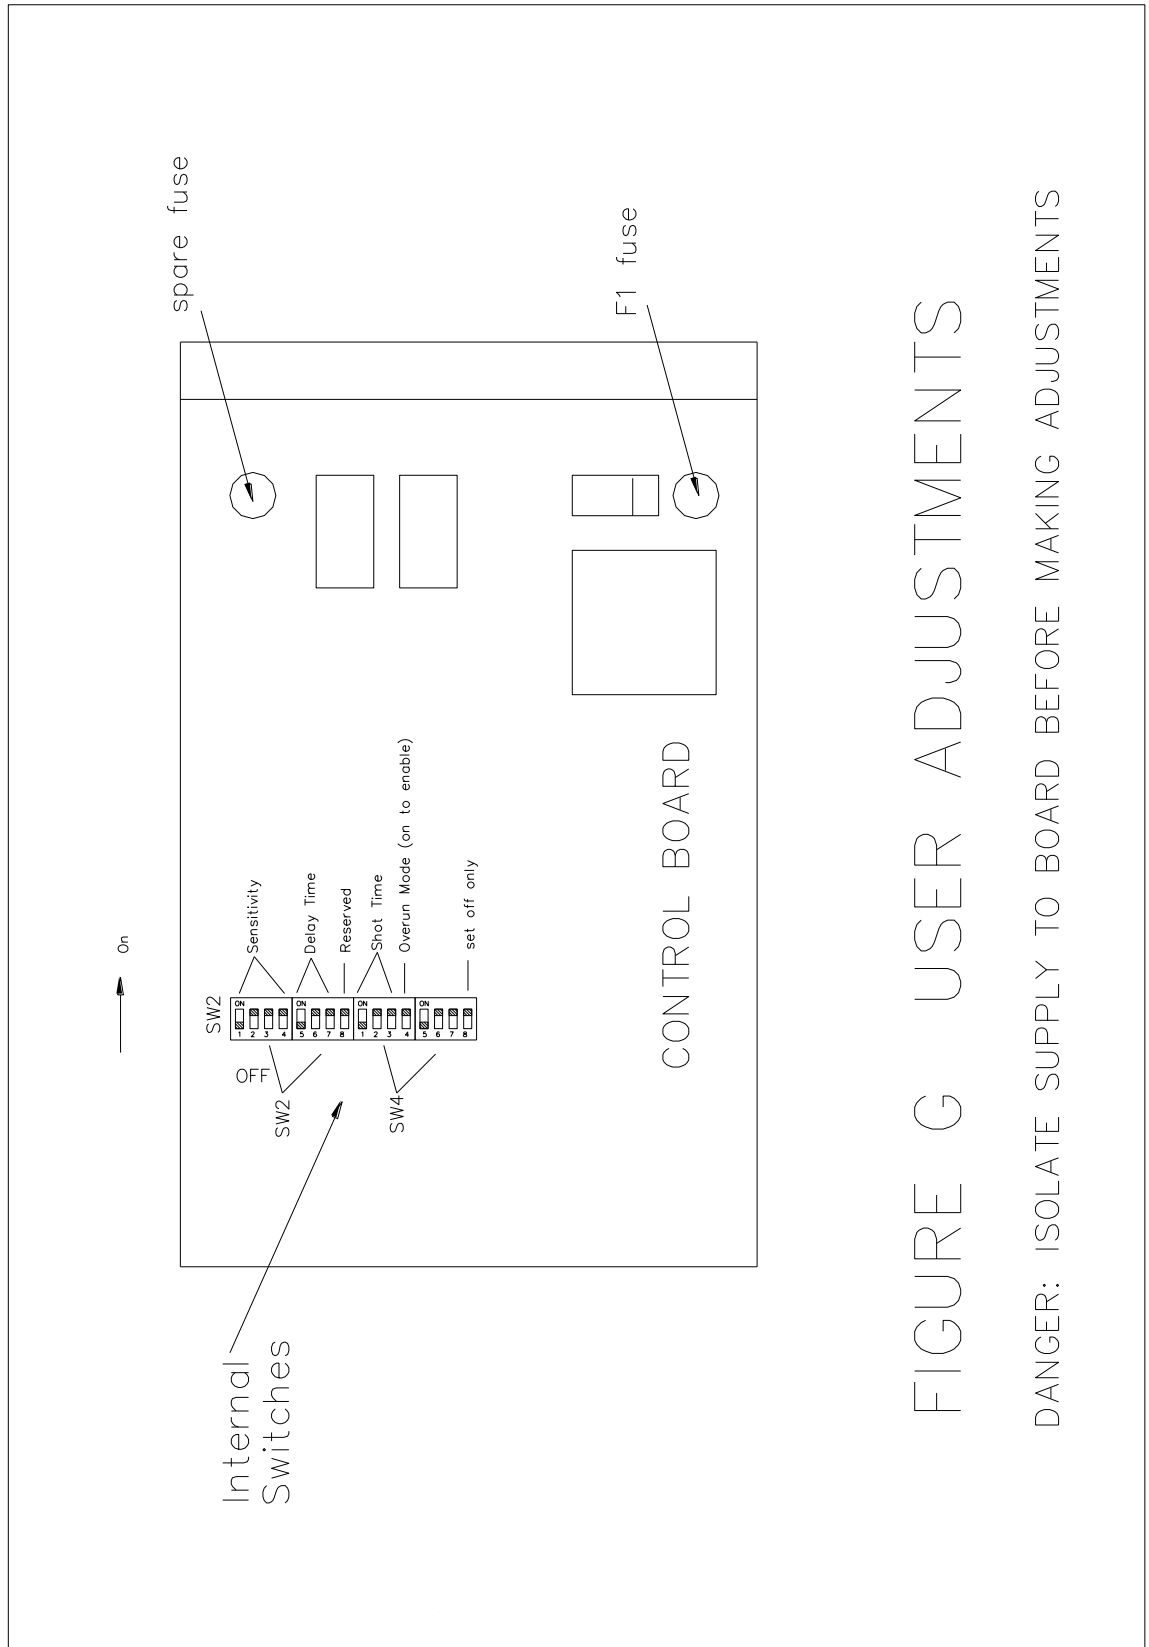 spare fuse
F1 fuse
On
SW2
Sensitivity
Delay Time
Reserved
Shot Time
Overun Mode (on to enable)
set off only
ON
1 2 3 4
ON
5 6 7 8
ON
1 2 3 4
ON
5 6 7 8
OFF
SW2
SW4
Internal
Switches
CONTROL BOARD
FIGURE G USER ADJUSTMENTS
DANGER: ISOLATE SUPPLY TO BOARD BEFORE MAKING ADJUSTMENTS